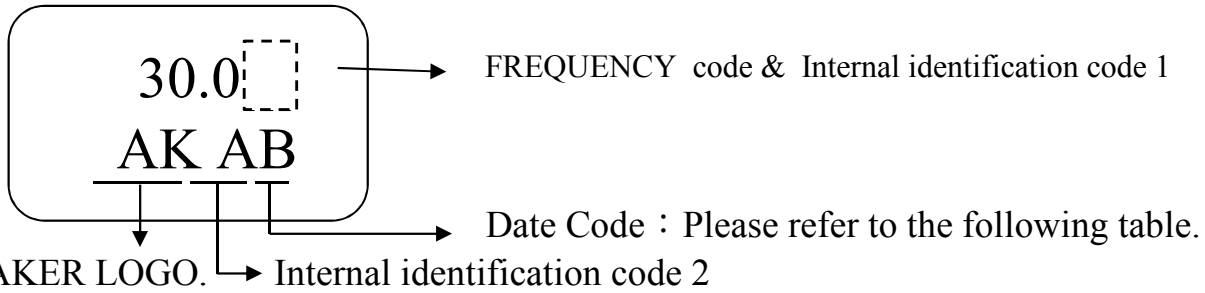 30.0
FREQUENCY code & Internal identification code 1
AK AB
Date Code：Please refer to the following table.
AKER LOGO. Internal identification code 2